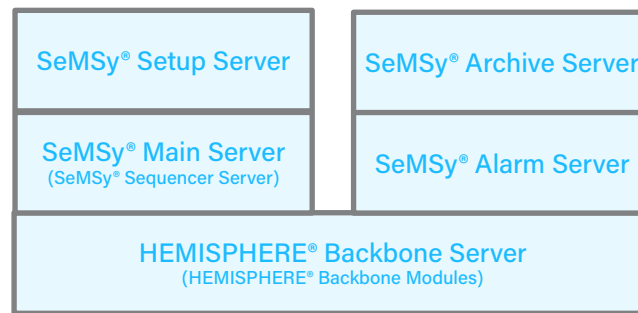 SeMSy® Setup Server
SeMSy® Archive Server
SeMSy® Main Server
(SeMSy® Sequencer Server)
SeMSy® Alarm Server
HEMISPHERE® Backbone Server
(HEMISPHERE® Backbone Modules)